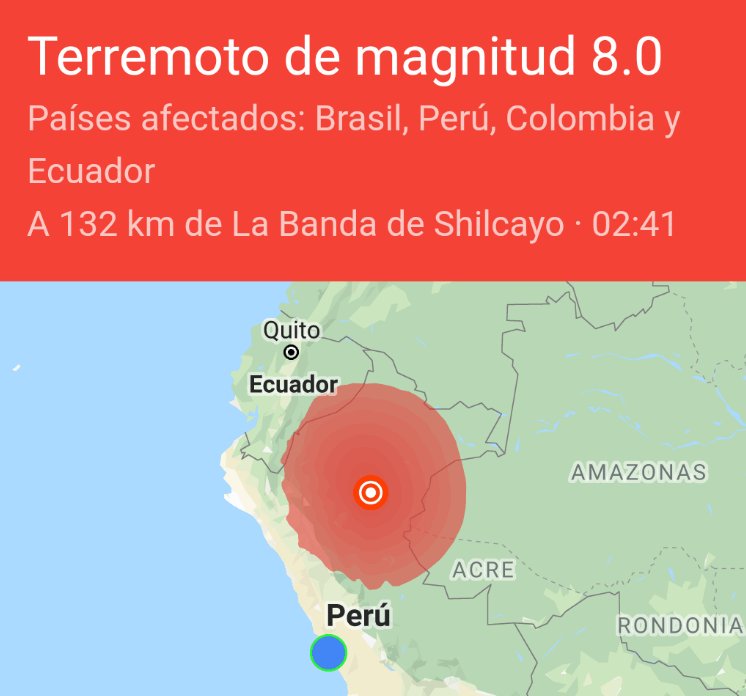 Terremoto de magnitud 8.0
Países afectados: Brasil, Perú, Colombia y
Ecuador
A 132 km de La Banda de Shilcayo · 02:41
Quito
Ecuador
AMAZONAS
ACRE
Perú
RONDONIA